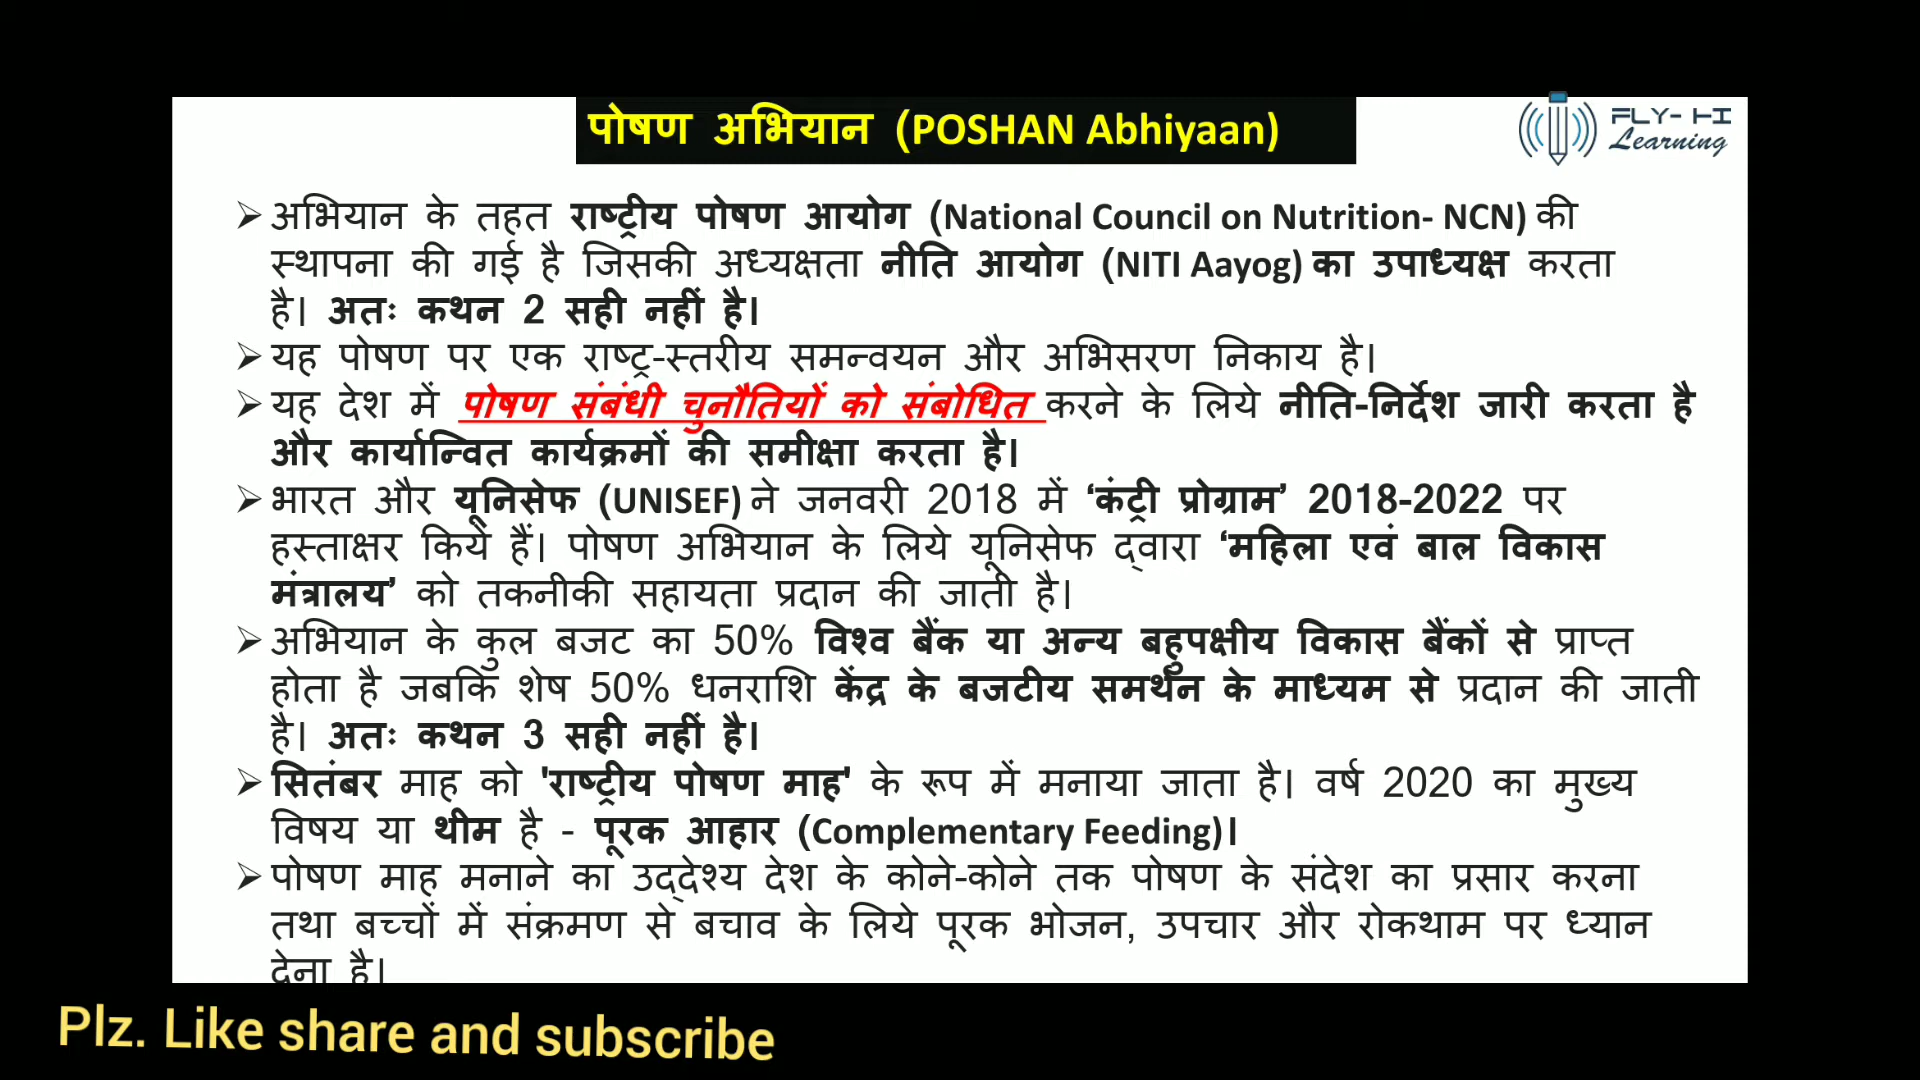 पोषण अभियान (POSHAN Abhiyaan)
FLY- HI
Learning
➢ अभियान के तहत राष्ट्रीय पोषण आयोग (National Council on Nutrition- NCN) की
स्थापना की गई है जिसकी अध्यक्षता नीति आयोग (NITI Aayog) का उपाध्यक्ष करता
है। अतः कथन 2 सही नहीं है।
➢ यह पोषण पर एक राष्ट्र-स्तरीय समन्वयन और अभिसरण निकाय है।
➢ यह देश में पोषण संबंधी चुनौतियों को संबोधित करने के लिये नीति-निर्देश जारी करता है
और कार्यान्वित कार्यक्रमों की समीक्षा करता है।
➢ भारत और यूनिसेफ (UNISEF) ने जनवरी 2018 में ‘कंट्री प्रोग्राम’ 2018-2022 पर
हस्ताक्षर किये हैं। पोषण अभियान के लिये यूनिसेफ द्वारा ‘महिला एवं बाल विकास
मंत्रालय’ को तकनीकी सहायता प्रदान की जाती है।
➢ अभियान के कुल बजट का 50% विश्व बैंक या अन्य बहुपक्षीय विकास बैंकों से प्राप्त
होता है जबकि शेष 50% धनराशि केंद्र के बजटीय समर्थन के माध्यम से प्रदान की जाती
है। अतः कथन 3 सही नहीं है।
➢ सितंबर माह को 'राष्ट्रीय पोषण माह' के रूप में मनाया जाता है। वर्ष 2020 का मुख्य
विषय या थीम है - पूरक आहार (Complementary Feeding)।
➢ पोषण माह मनाने का उद्देश्य देश के कोने-कोने तक पोषण के संदेश का प्रसार करना
तथा बच्चों में संक्रमण से बचाव के लिये पूरक भोजन, उपचार और रोकथाम पर ध्यान
देना है।
Plz. Like share and subscribe